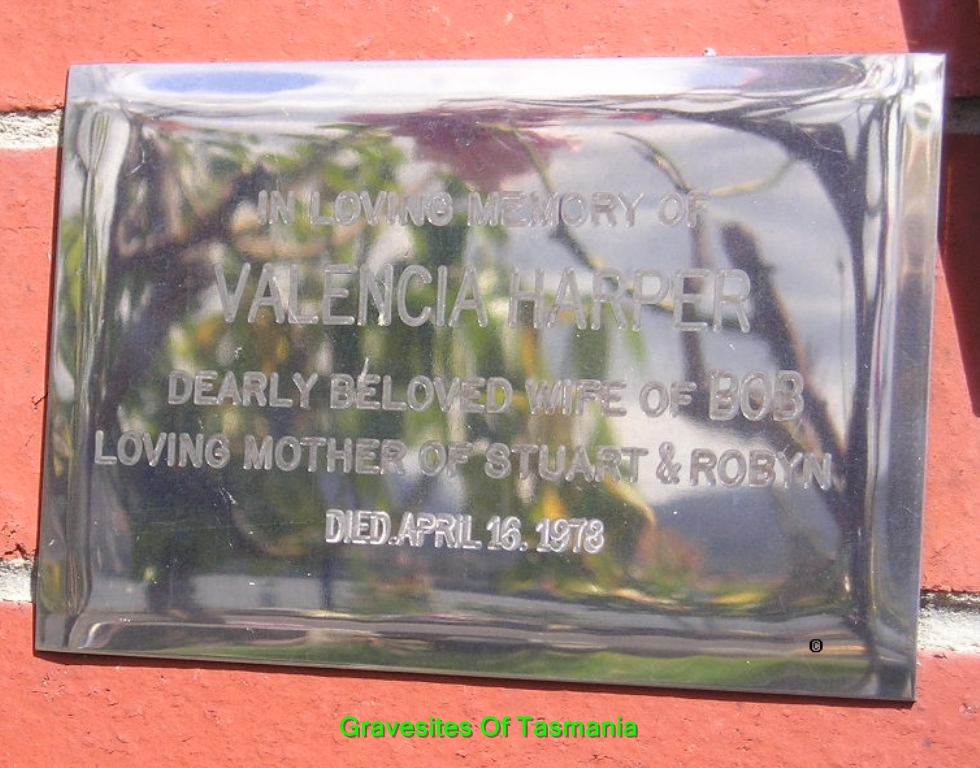 IN LOVING MEMORY OF
VALENCIA HARPER
DEARLY BELOVED WIFE OF BOB
LOVING MOTHER OF STUART & ROBYN
DIED. APRIL 16. 1978
©
Gravesites Of Tasmania